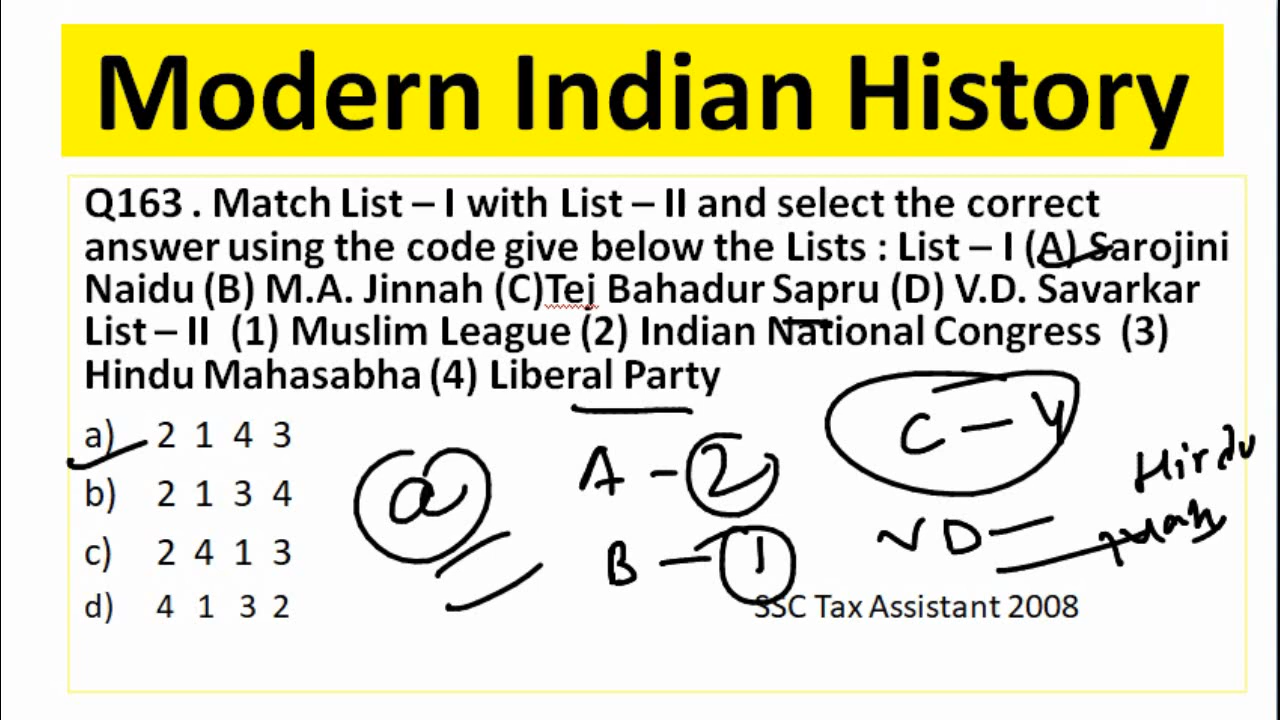 Modern Indian History
Q163 . Match List – I with List – II and select the correct
answer using the code give below the Lists : List – I (A) Sarojini
Naidu (B) M.A. Jinnah (C)Tej Bahadur Sapru (D) V.D. Savarkar
List – II (1) Muslim League (2) Indian National Congress (3)
Hindu Mahasabha (4) Liberal Party
a) 2 1 4 3
b) 2 1 3 4
c) 2 4 1 3
d) 4 1 3 2
a
A – 2
B – 1
C – 4
VD –
Hindu
Mah
SSC Tax Assistant 2008